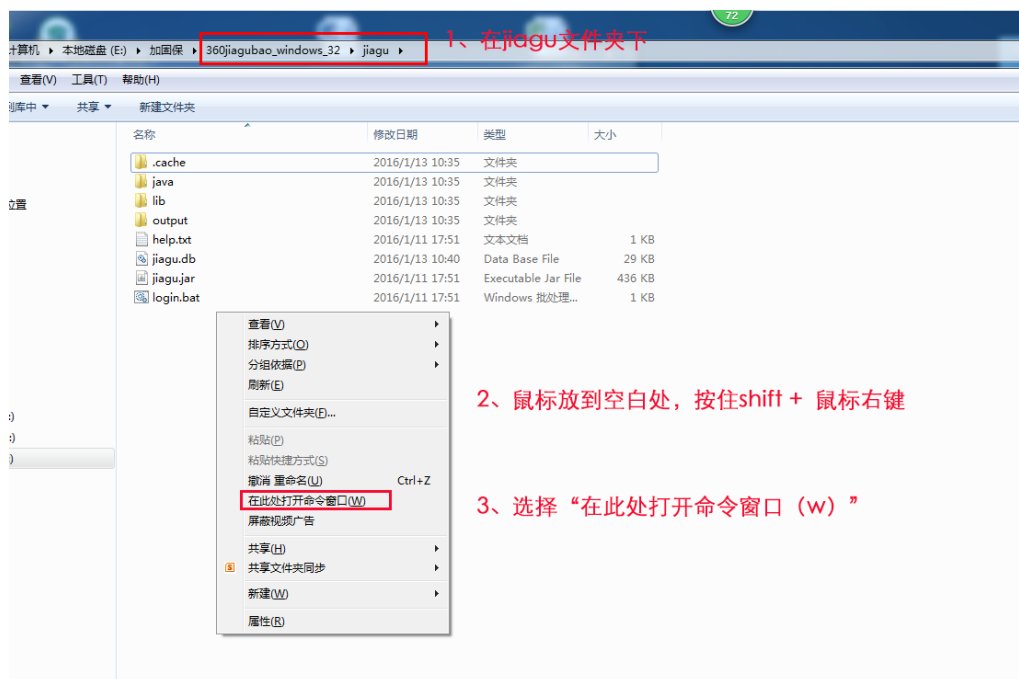 72
计算机 ▸ 本地磁盘 (E:) ▸ 加固保 ▸ 360jiagubao_windows_32 ▸ jiagu ▸
1、在jiagu文件夹下
查看(V) 工具(T) 帮助(H)
到库中 ▾ 共享 ▾ 新建文件夹
名称 修改日期 类型 大小
.cache 2016/1/13 10:35 文件夹
java 2016/1/13 10:35 文件夹
lib 2016/1/13 10:35 文件夹
位置
output 2016/1/13 10:35 文件夹
help.txt 2016/1/11 17:51 文本文档 1 KB
jiagu.db 2016/1/13 10:40 Data Base File 29 KB
jiagu.jar 2016/1/11 17:51 Executable Jar File 436 KB
login.bat 2016/1/11 17:51 Windows 批处理... 1 KB
查看(V)
排序方式(O)
分组依据(P)
刷新(E)
自定义文件夹(F)...
2、鼠标放到空白处，按住shift + 鼠标右键
:)
:)
)
粘贴(P)
粘贴快捷方式(S)
撤消 重命名(U) Ctrl+Z
在此处打开命令窗口(W)
3、选择“在此处打开命令窗口（w）”
屏蔽视频广告
共享(H)
共享文件夹同步
新建(W)
属性(R)